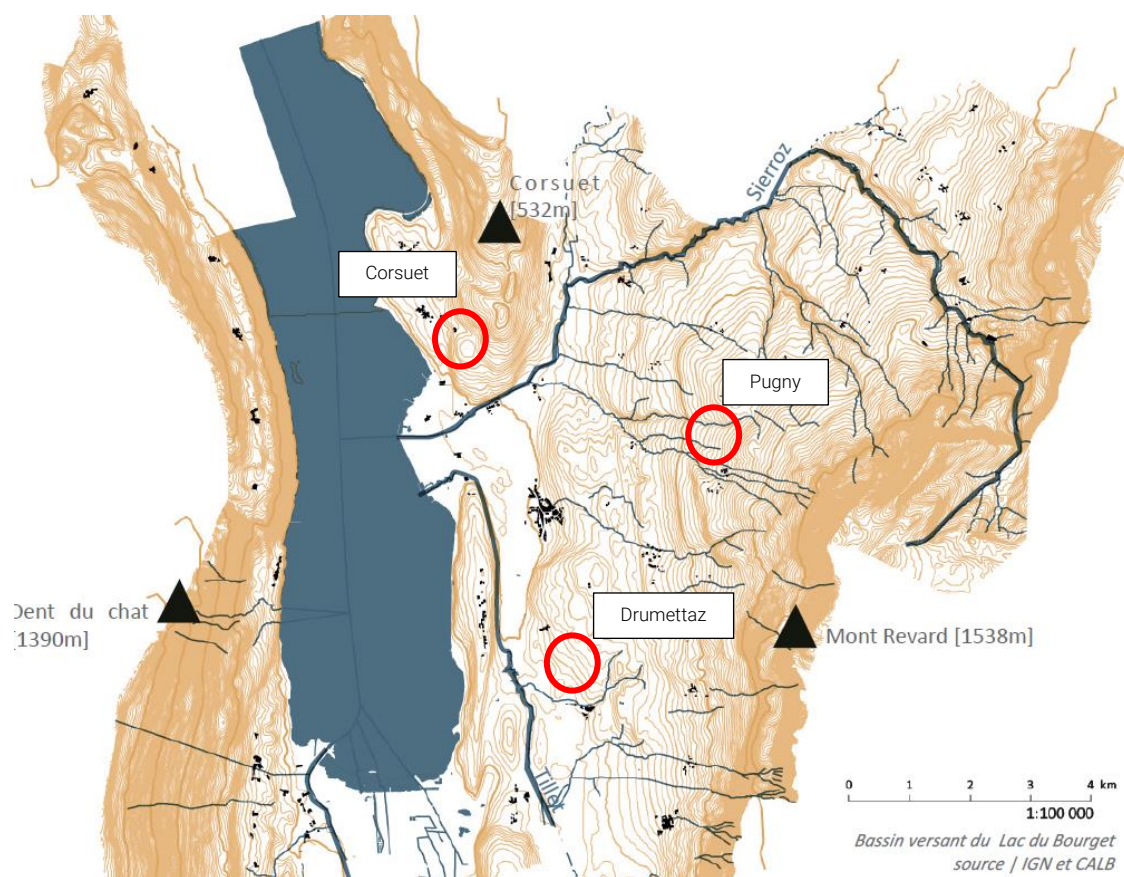 Sierroz
Corsuet
[532m]
Corsuet
Pugny
Dent du chat
[1390m]
Drumettaz
Mont Revard [1538m]
Tillet
0 1 2 3 4 km
1:100 000
Bassin versant du Lac du Bourget
source | IGN et CALB